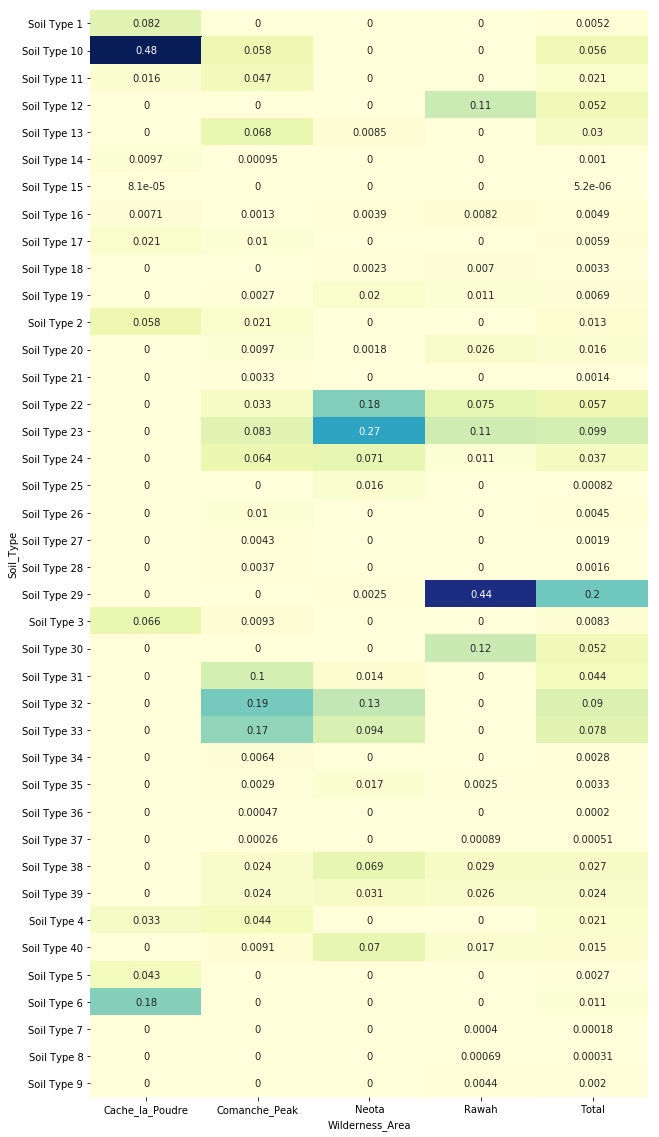 Soil Type 1 0.082 0 0 0 0.0052
Soil Type 10 0.48 0.058 0 0 0.056
Soil Type 11 0.016 0.047 0 0 0.021
Soil Type 12 0 0 0 0.11 0.052
Soil Type 13 0 0.068 0.0085 0 0.03
Soil Type 14 0.0097 0.00095 0 0 0.001
Soil Type 15 8.1e-05 0 0 0 5.2e-06
Soil Type 16 0.0071 0.0013 0.0039 0.0082 0.0049
Soil Type 17 0.021 0.01 0 0 0.0059
Soil Type 18 0 0 0.0023 0.007 0.0033
Soil Type 19 0 0.0027 0.02 0.011 0.0069
Soil Type 2 0.058 0.021 0 0 0.013
Soil Type 20 0 0.0097 0.0018 0.026 0.016
Soil Type 21 0 0.0033 0 0 0.0014
Soil Type 22 0 0.033 0.18 0.075 0.057
Soil Type 23 0 0.083 0.27 0.11 0.099
Soil Type 24 0 0.064 0.071 0.011 0.037
Soil Type 25 0 0 0.016 0 0.00082
Soil Type 26 0 0.01 0 0 0.0045
Soil_Type
Soil Type 27 0 0.0043 0 0 0.0019
Soil Type 28 0 0.0037 0 0 0.0016
Soil Type 29 0 0 0.0025 0.44 0.2
Soil Type 3 0.066 0.0093 0 0 0.0083
Soil Type 30 0 0 0 0.12 0.052
Soil Type 31 0 0.1 0.014 0 0.044
Soil Type 32 0 0.19 0.13 0 0.09
Soil Type 33 0 0.17 0.094 0 0.078
Soil Type 34 0 0.0064 0 0 0.0028
Soil Type 35 0 0.0029 0.017 0.0025 0.0033
Soil Type 36 0 0.00047 0 0 0.0002
Soil Type 37 0 0.00026 0 0.00089 0.00051
Soil Type 38 0 0.024 0.069 0.029 0.027
Soil Type 39 0 0.024 0.031 0.026 0.024
Soil Type 4 0.033 0.044 0 0 0.021
Soil Type 40 0 0.0091 0.07 0.017 0.015
Soil Type 5 0.043 0 0 0 0.0027
Soil Type 6 0.18 0 0 0 0.011
Soil Type 7 0 0 0 0.0004 0.00018
Soil Type 8 0 0 0 0.00069 0.00031
Soil Type 9 0 0 0 0.0044 0.002
Cache_la_Poudre Comanche_Peak Neota Rawah Total
Wilderness_Area